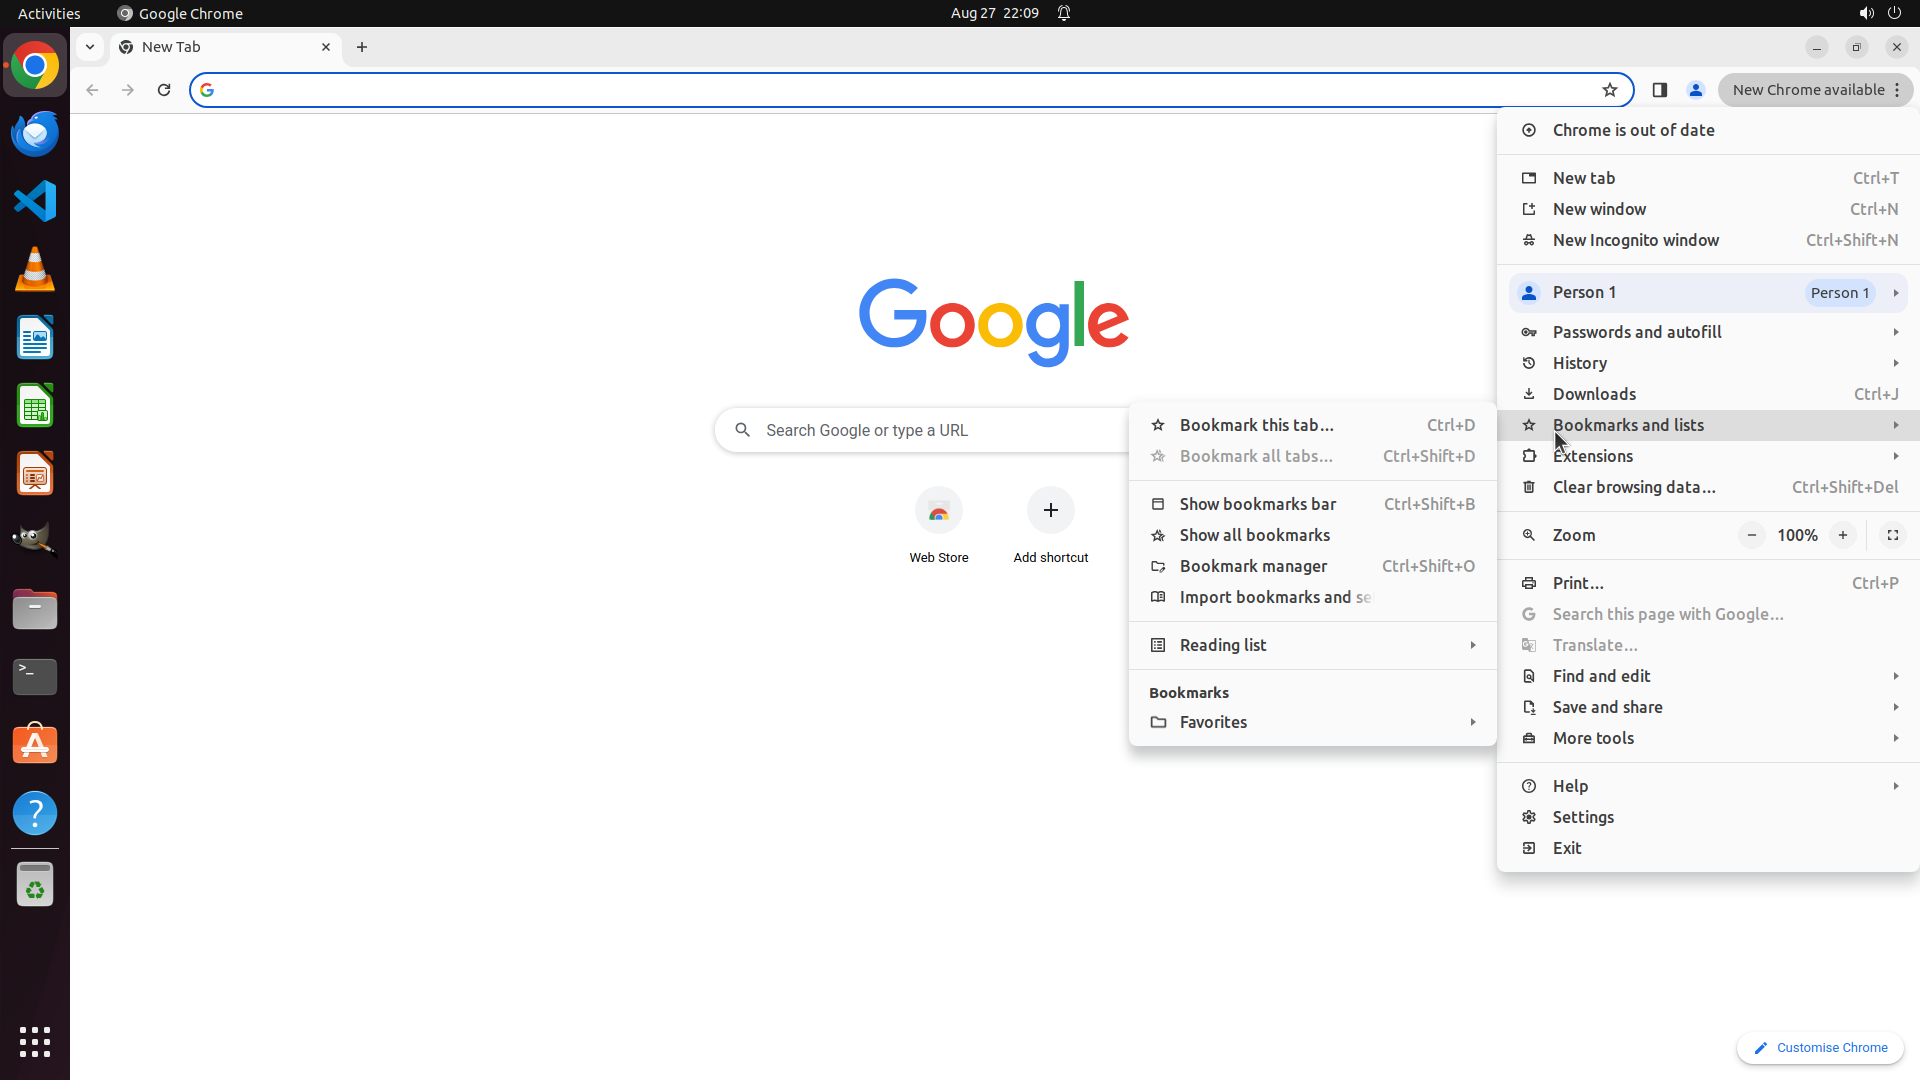 Activities
Google Chrome
Aug 27 22:09
New Tab
New Chrome available
Chrome is out of date
New tab Ctrl+T
New window Ctrl+N
New Incognito window Ctrl+Shift+N
Person 1 Person 1
Passwords and autofill
History
Downloads Ctrl+J
Bookmarks and lists
Extensions
Clear browsing data... Ctrl+Shift+Del
Zoom − 100% +
Print... Ctrl+P
Search this page with Google...
Translate...
Find and edit
Save and share
More tools
Help
Settings
Exit
Bookmark this tab... Ctrl+D
Bookmark all tabs... Ctrl+Shift+D
Show bookmarks bar Ctrl+Shift+B
Show all bookmarks
Bookmark manager Ctrl+Shift+O
Import bookmarks and se
Reading list
Bookmarks
Favorites
Google
Search Google or type a URL
Web Store
Add shortcut
Customise Chrome